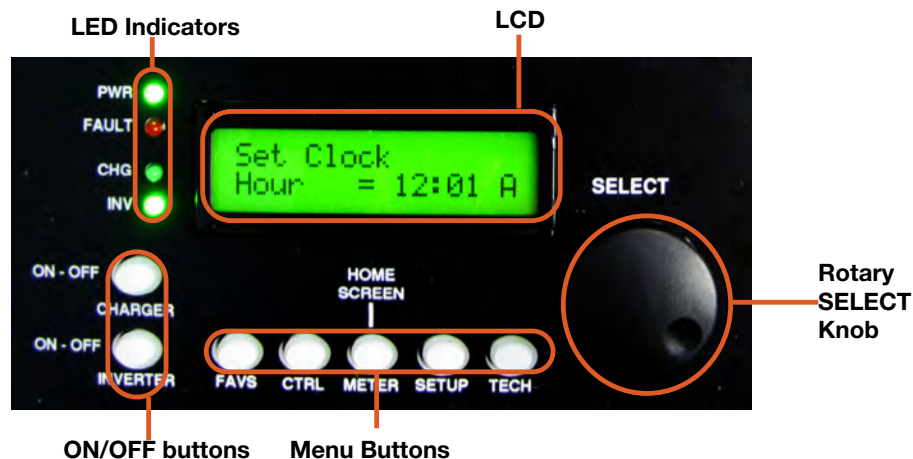 LED Indicators
LCD
PWR
FAULT
CHG
INV
Set Clock
Hour = 12:01 A
SELECT
ON - OFF
CHARGER
ON - OFF
INVERTER
HOME
SCREEN
FAVS
CTRL
METER
SETUP
TECH
Rotary
SELECT
Knob
ON/OFF buttons
Menu Buttons